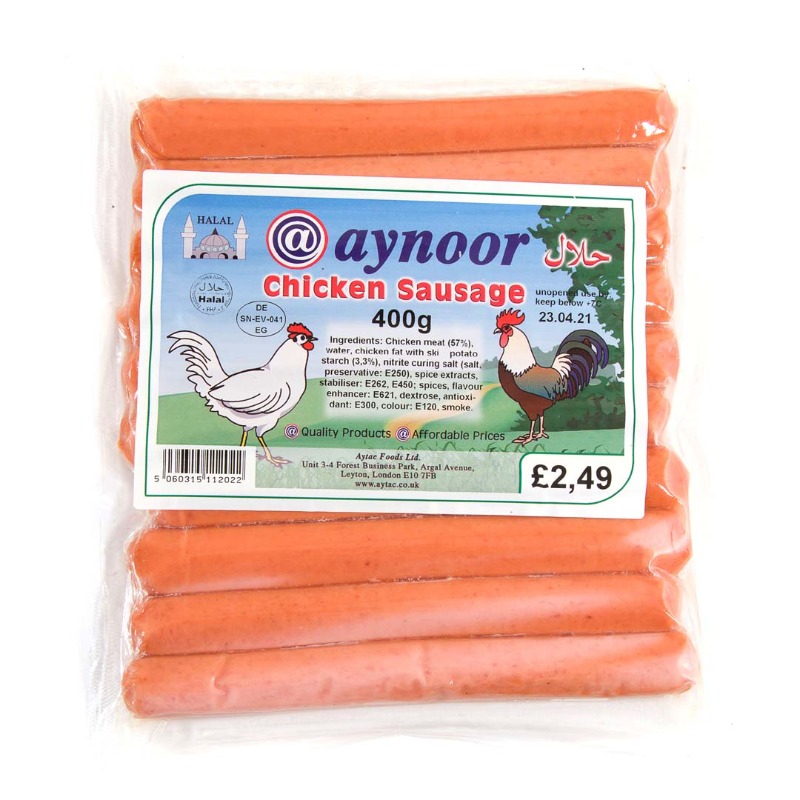 HALAL
@ aynoor
حلال
Chicken Sausage
400g
حلال
Halal
DE
SN-EV-041
EG
unopened use by
keep below +7C
23.04.21
Ingredients: Chicken meat (57%),
water, chicken fat with ski potato
starch (3,3%), nitrite curing salt (salt,
preservative: E250), spice extracts,
stabiliser: E262, E450; spices, flavour
enhancer: E621, dextrose, antioxi-
dant: E300, colour: E120, smoke.
@ Quality Products @ Affordable Prices
Aytac Foods Ltd.
Unit 3-4 Forest Business Park, Argal Avenue,
Leyton, London E10 7FB
www.aytac.co.uk
5 060315 112022
£2,49